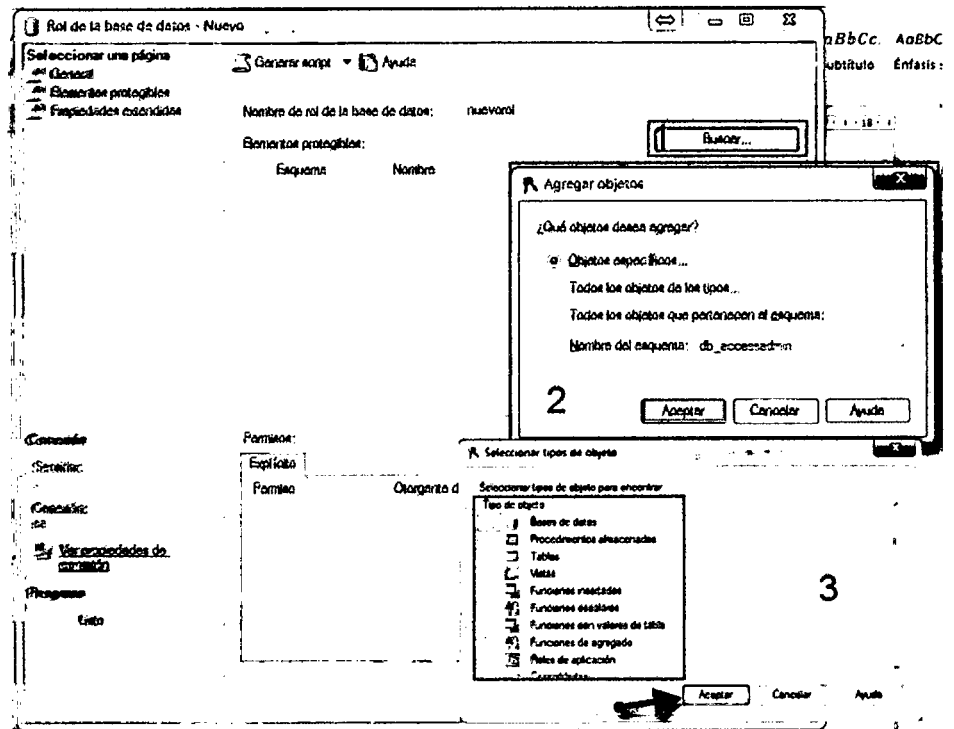 Rol de la base de datos - Nuevo
Seleccionar una página
General
Elementos protegibles
Propiedades extendidas
Generar script
Ayuda
Nombre de rol de la base de datos:
nuevorol
Elementos protegibles:
Buscar...
Esquema
Nombre
Énfasis
18
Agregar objetos
¿Qué objetos desea agregar?
Objetos específicos...
Todos los objetos de los tipos...
Todos los objetos que pertenecen al esquema:
Nombre del esquema: db_accessadmin
2
Aceptar
Cancelar
Ayuda
Conexión
Servidor:
Conexión:
sa
Ver propiedades de
conexión
Progreso
Listo
Permisos:
Explícito
Permiso
Otorgante d
Seleccionar tipos de objeto
Seleccionar tipos de objeto para encontrar
Tipo de objeto
Bases de datos
Procedimientos almacenados
Tablas
Vistas
Funciones insertadas
Funciones escalares
Funciones con valores de tabla
Funciones de agregado
Roles de aplicación
3
Aceptar
Cancelar
Ayuda